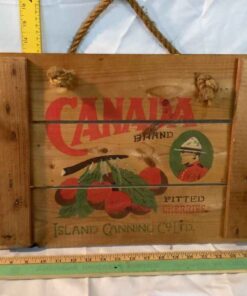 CANADA
BRAND
PITTED
CHERRIES
ISLAND CANNING CO LTD.